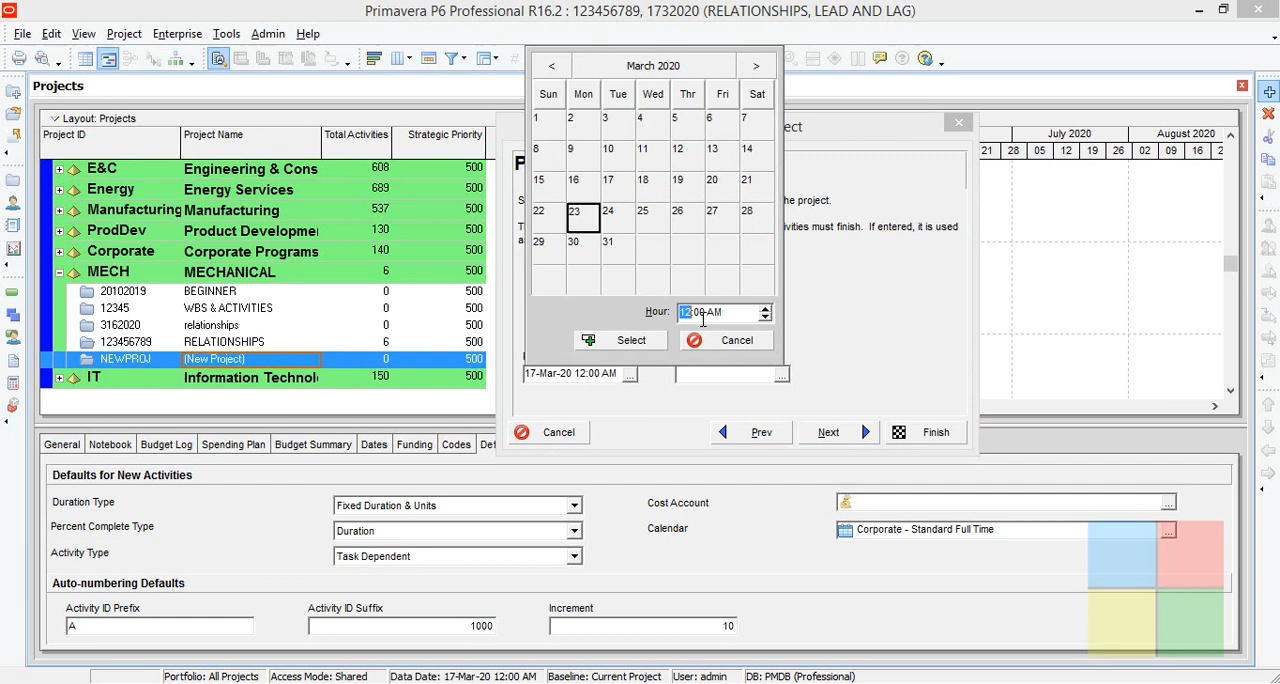 Primavera P6 Professional R16.2 : 123456789, 1732020 (RELATIONSHIPS, LEAD AND LAG)
File Edit View Project Enterprise Tools Admin Help
Projects
Layout: Projects
Project ID Project Name Total Activities Strategic Priority
E&C Engineering & Cons 608 500
Energy Energy Services 689 500
Manufacturing Manufacturing 537 500
ProdDev Product Developme 130 500
Corporate Corporate Programs 140 500
MECH MECHANICAL 6 500
20102019 BEGINNER 0 500
12345 WBS & ACTIVITIES 0 500
3162020 relationships 0 500
123456789 RELATIONSHIPS 6 500
NEWPROJ (New Project) 0 500
IT Information Technol 150 500
< March 2020 >
Sun Mon Tue Wed Thr Fri Sat
1 2 3 4 5 6 7
8 9 10 11 12 13 14
15 16 17 18 19 20 21
22 23 24 25 26 27 28
29 30 31
Hour: 12:00 AM
Select Cancel
ect
P
S he project.
T ivities must finish. If entered, it is used
a
17-Mar-20 12:00 AM ... ...
Cancel Prev Next Finish
July 2020 August 2020
21 28 05 12 19 26 02 09 16 2
General Notebook Budget Log Spending Plan Budget Summary Dates Funding Codes Def
Defaults for New Activities
Duration Type Fixed Duration & Units
Percent Complete Type Duration
Activity Type Task Dependent
Cost Account ...
Calendar Corporate - Standard Full Time ...
Auto-numbering Defaults
Activity ID Prefix Activity ID Suffix Increment
A 1000 10
Portfolio: All Projects Access Mode: Shared Data Date: 17-Mar-20 12:00 AM Baseline: Current Project User: admin DB: PMDB (Professional)